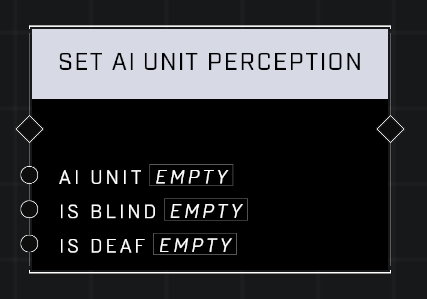 SET AI UNIT PERCEPTION
AI UNIT EMPTY
IS BLIND EMPTY
IS DEAF EMPTY